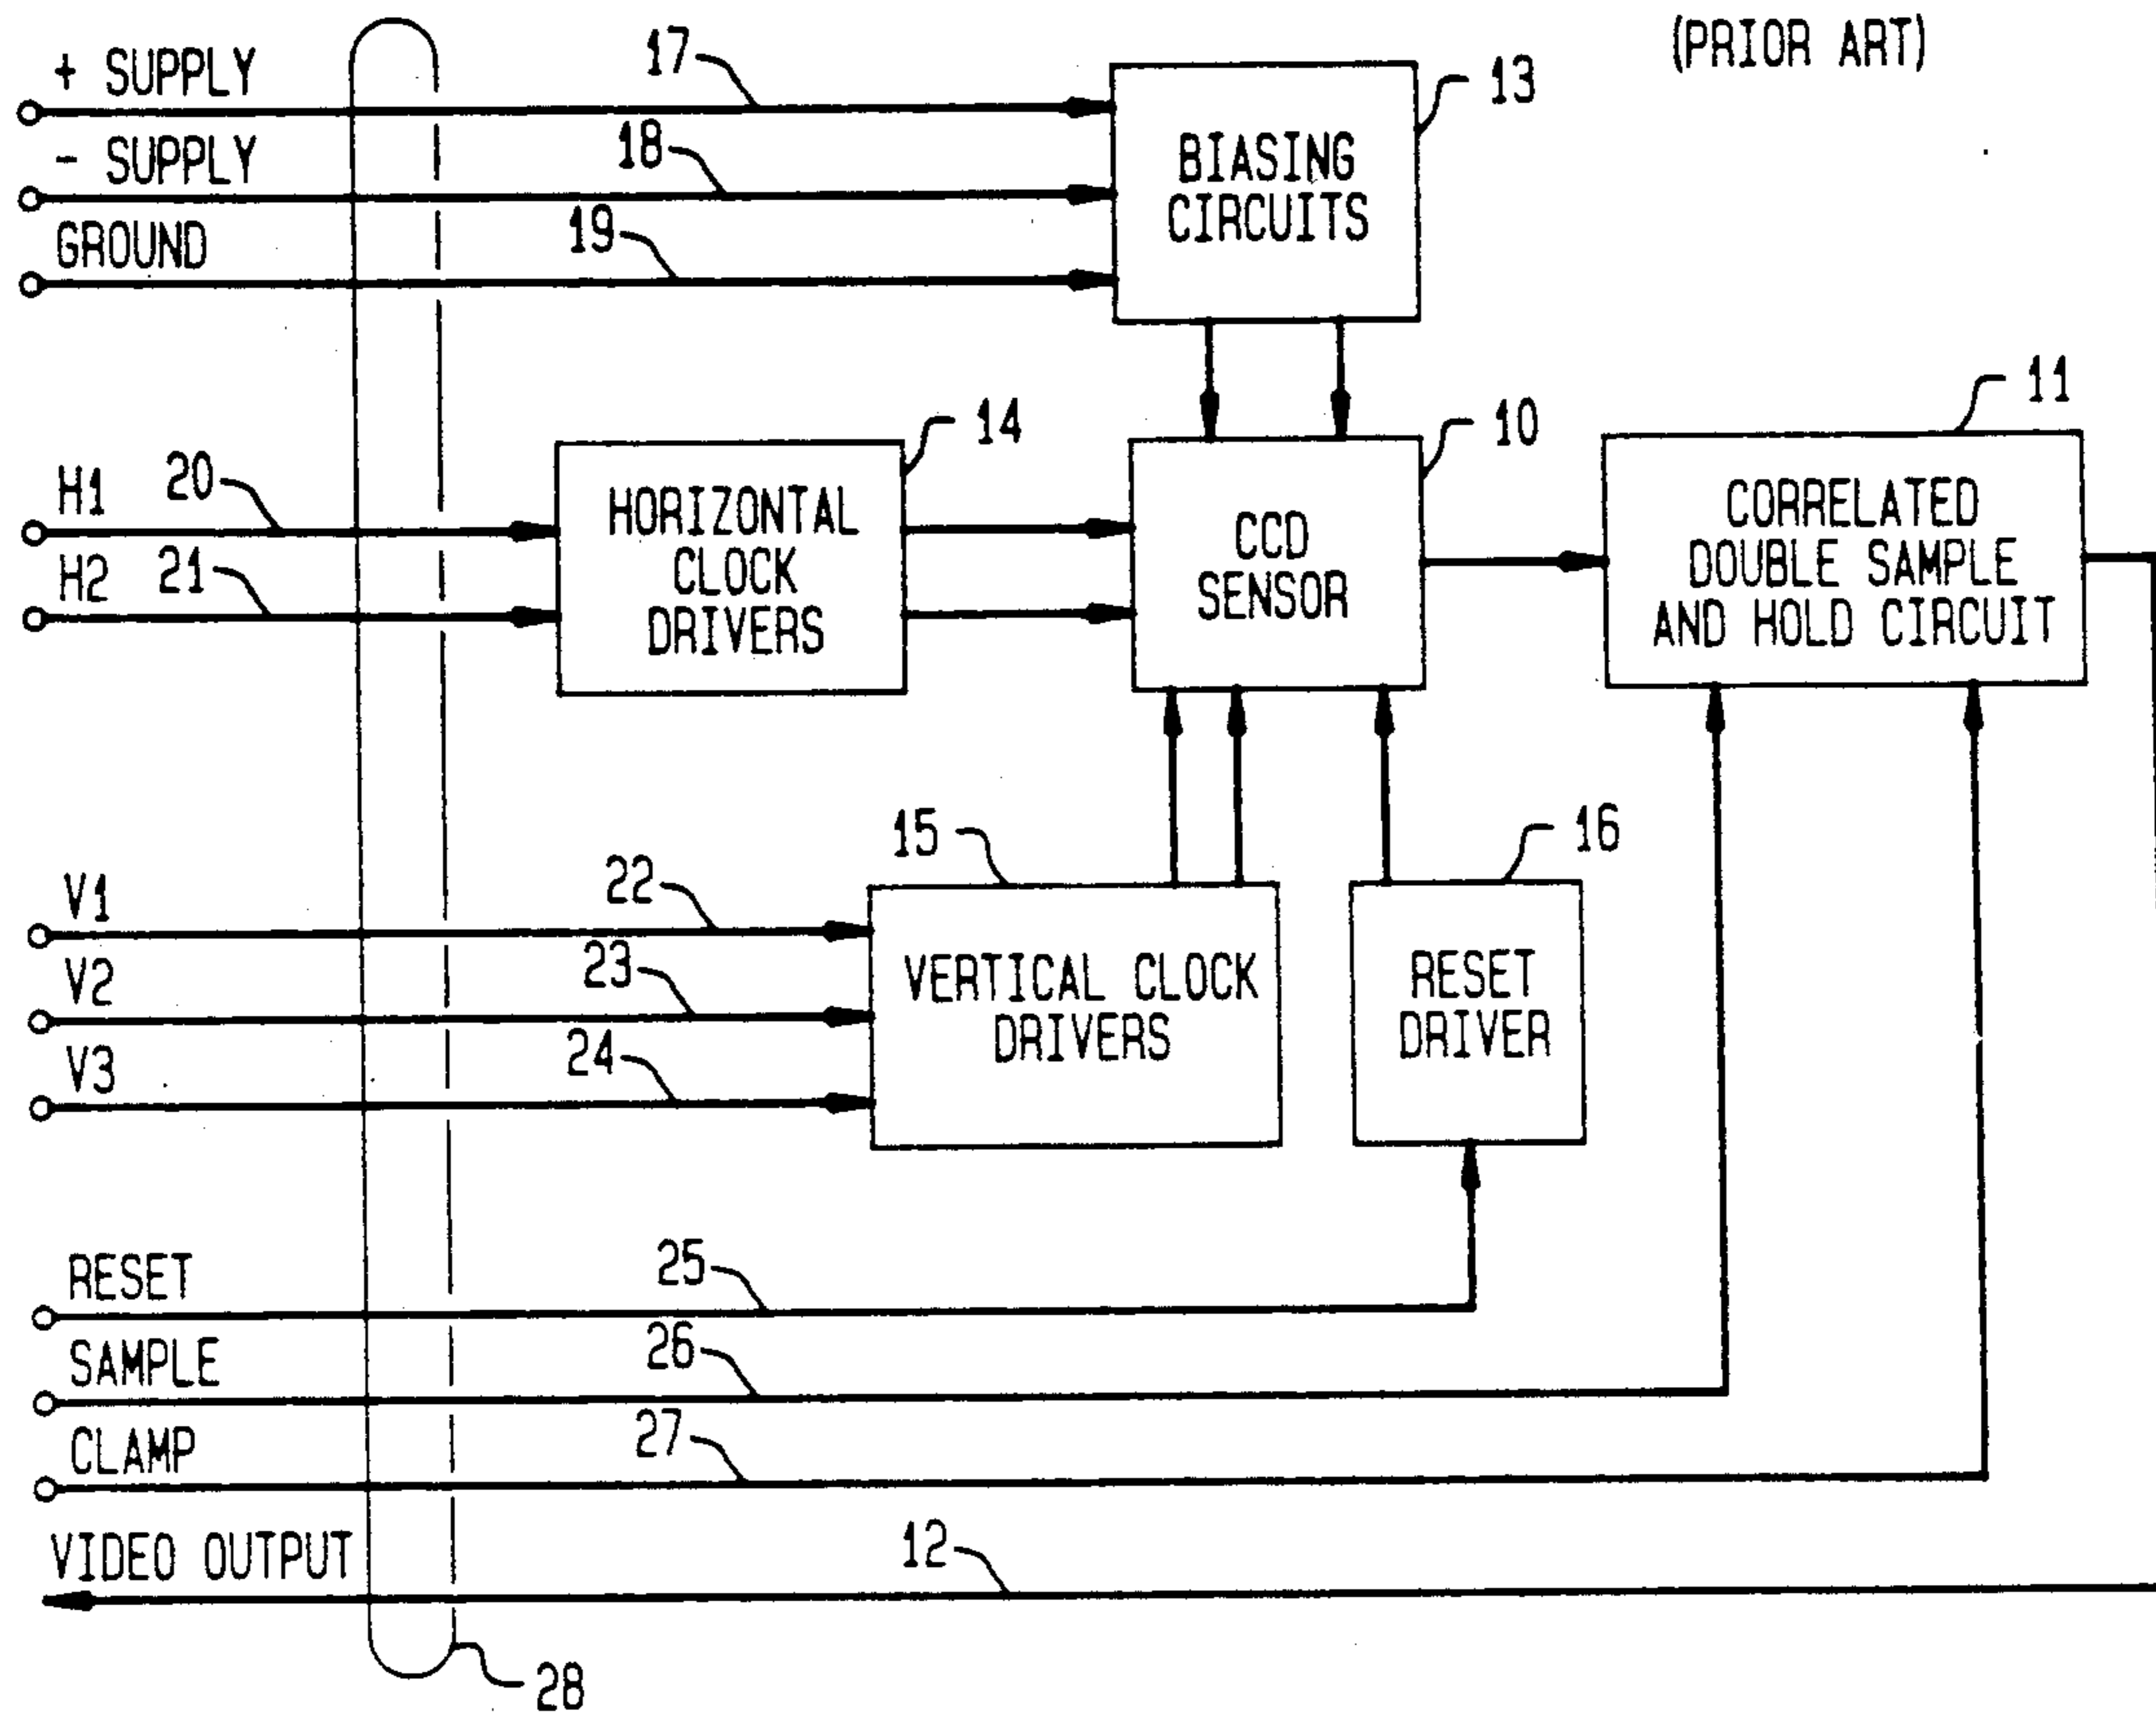 (PRIOR ART)
+ SUPPLY
17
13
- SUPPLY
18
BIASING
CIRCUITS
GROUND
19
11
14
10
H1
20
HORIZONTAL
CLOCK
DRIVERS
CCD
SENSOR
CORRELATED
DOUBLE SAMPLE
AND HOLD CIRCUIT
H2
21
15
16
V1
22
V2
23
VERTICAL CLOCK
DRIVERS
RESET
DRIVER
V3
24
RESET
25
SAMPLE
26
CLAMP
27
VIDEO OUTPUT
12
28